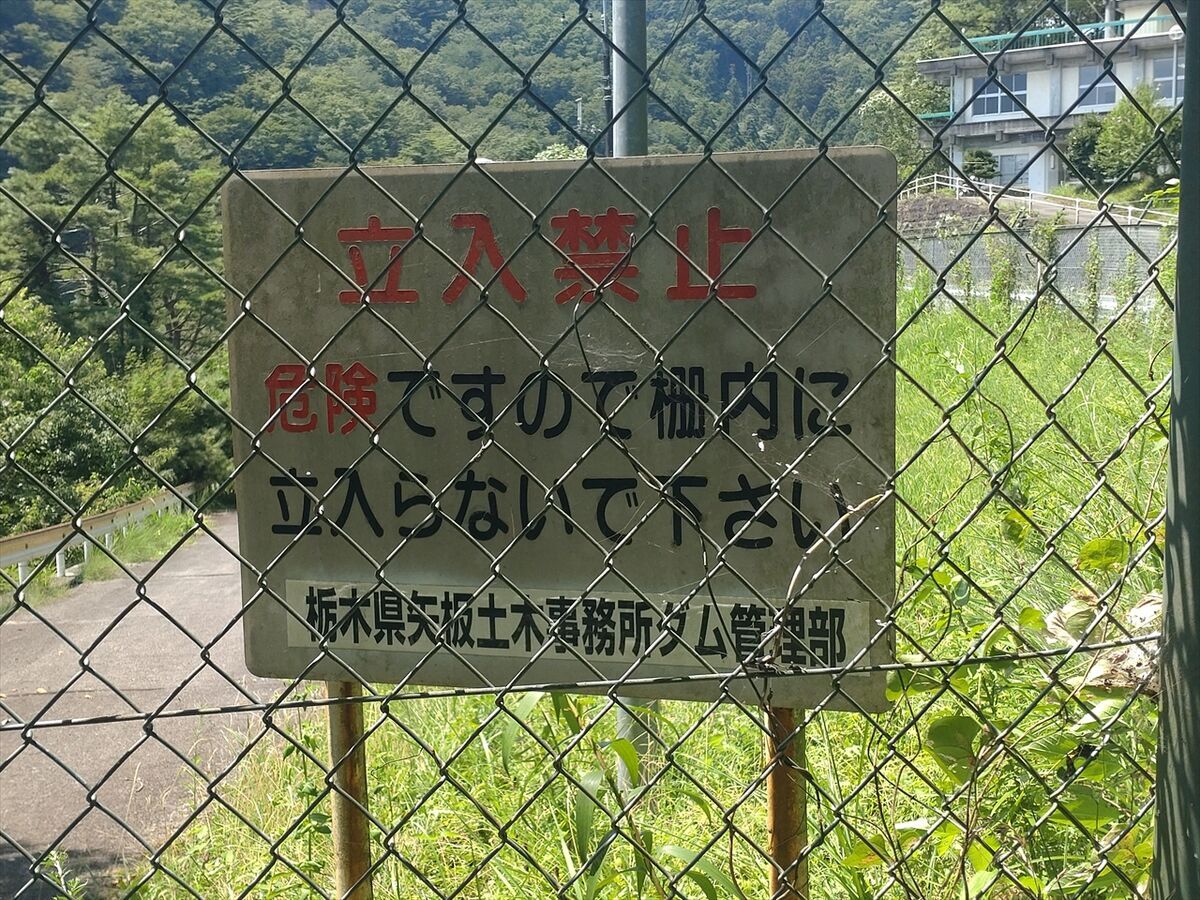 立入禁止
危険ですので柵内に
立入らないで下さい
栃木県矢板土木事務所ダム管理部